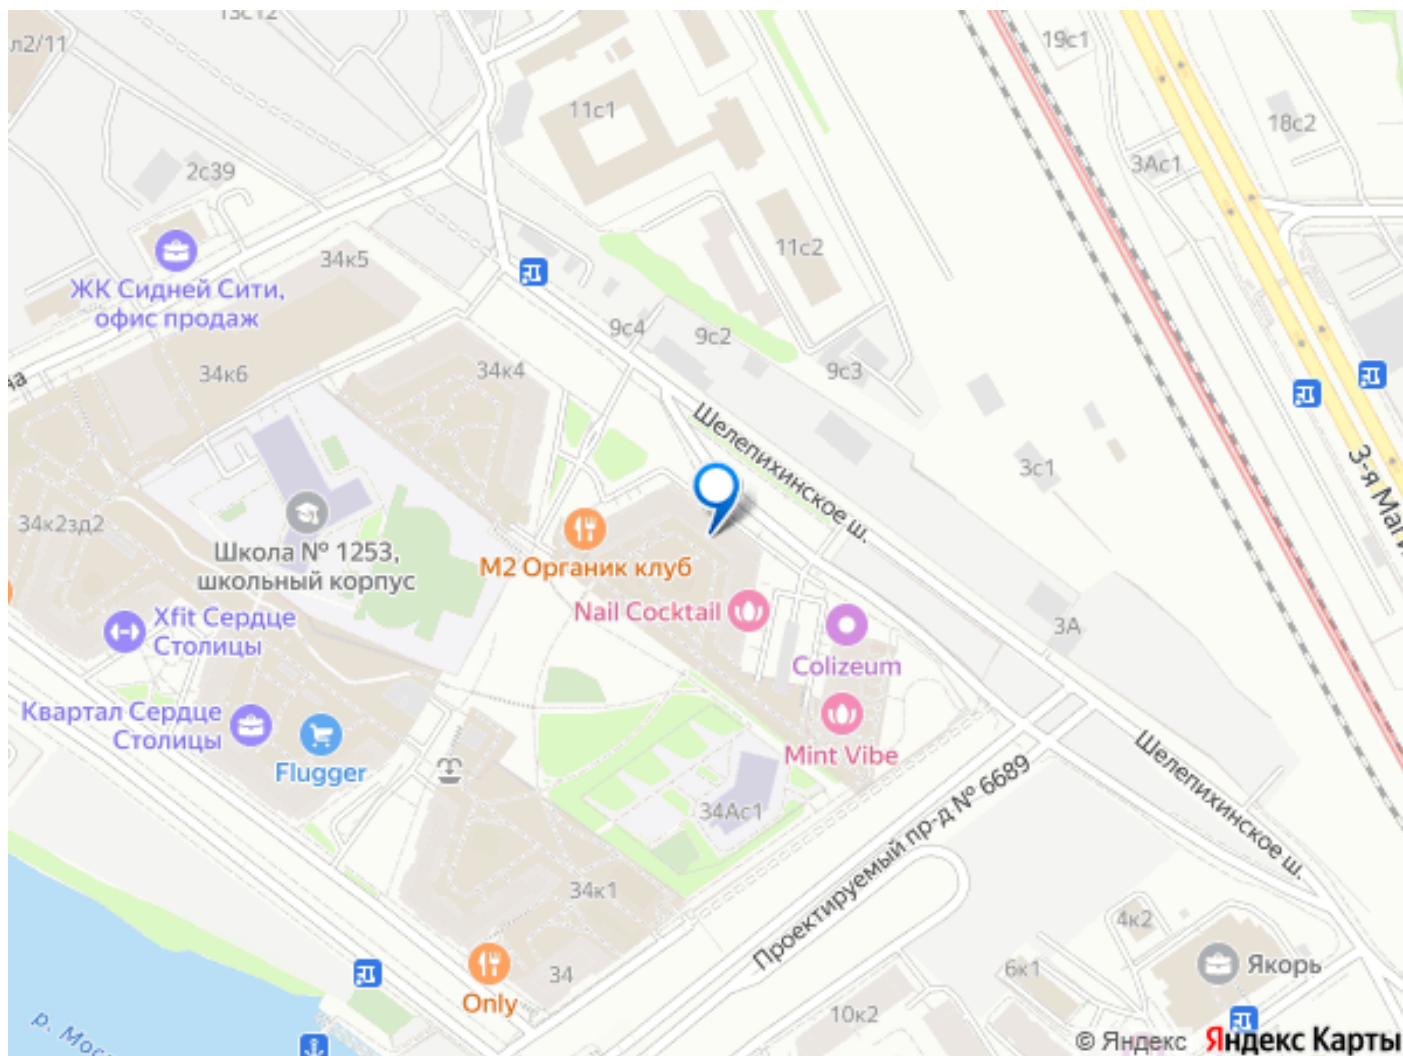 13с12
л2/11
19с1
11с1
18с2
3Ас1
2с39
11с2
34к5
ЖК Сидней Сити,
офис продаж
9с4
9с2
9с3
34к6
34к4
на
Шелепихинское ш.
3с1
3-я Маги
34к2зд2
Школа № 1253,
школьный корпус
М2 Органик клуб
Nail Cocktail
Xfit Сердце
Столицы
3А
Colizeum
Квартал Сердце
Столицы
Flugger
Mint Vibe
Шелепихинское ш.
34Ас1
Проектируемый пр-д № 6689
34к1
4к2
34
Only
6к1
Якорь
10к2
р. Мос
© Яндекс Яндекс Карты